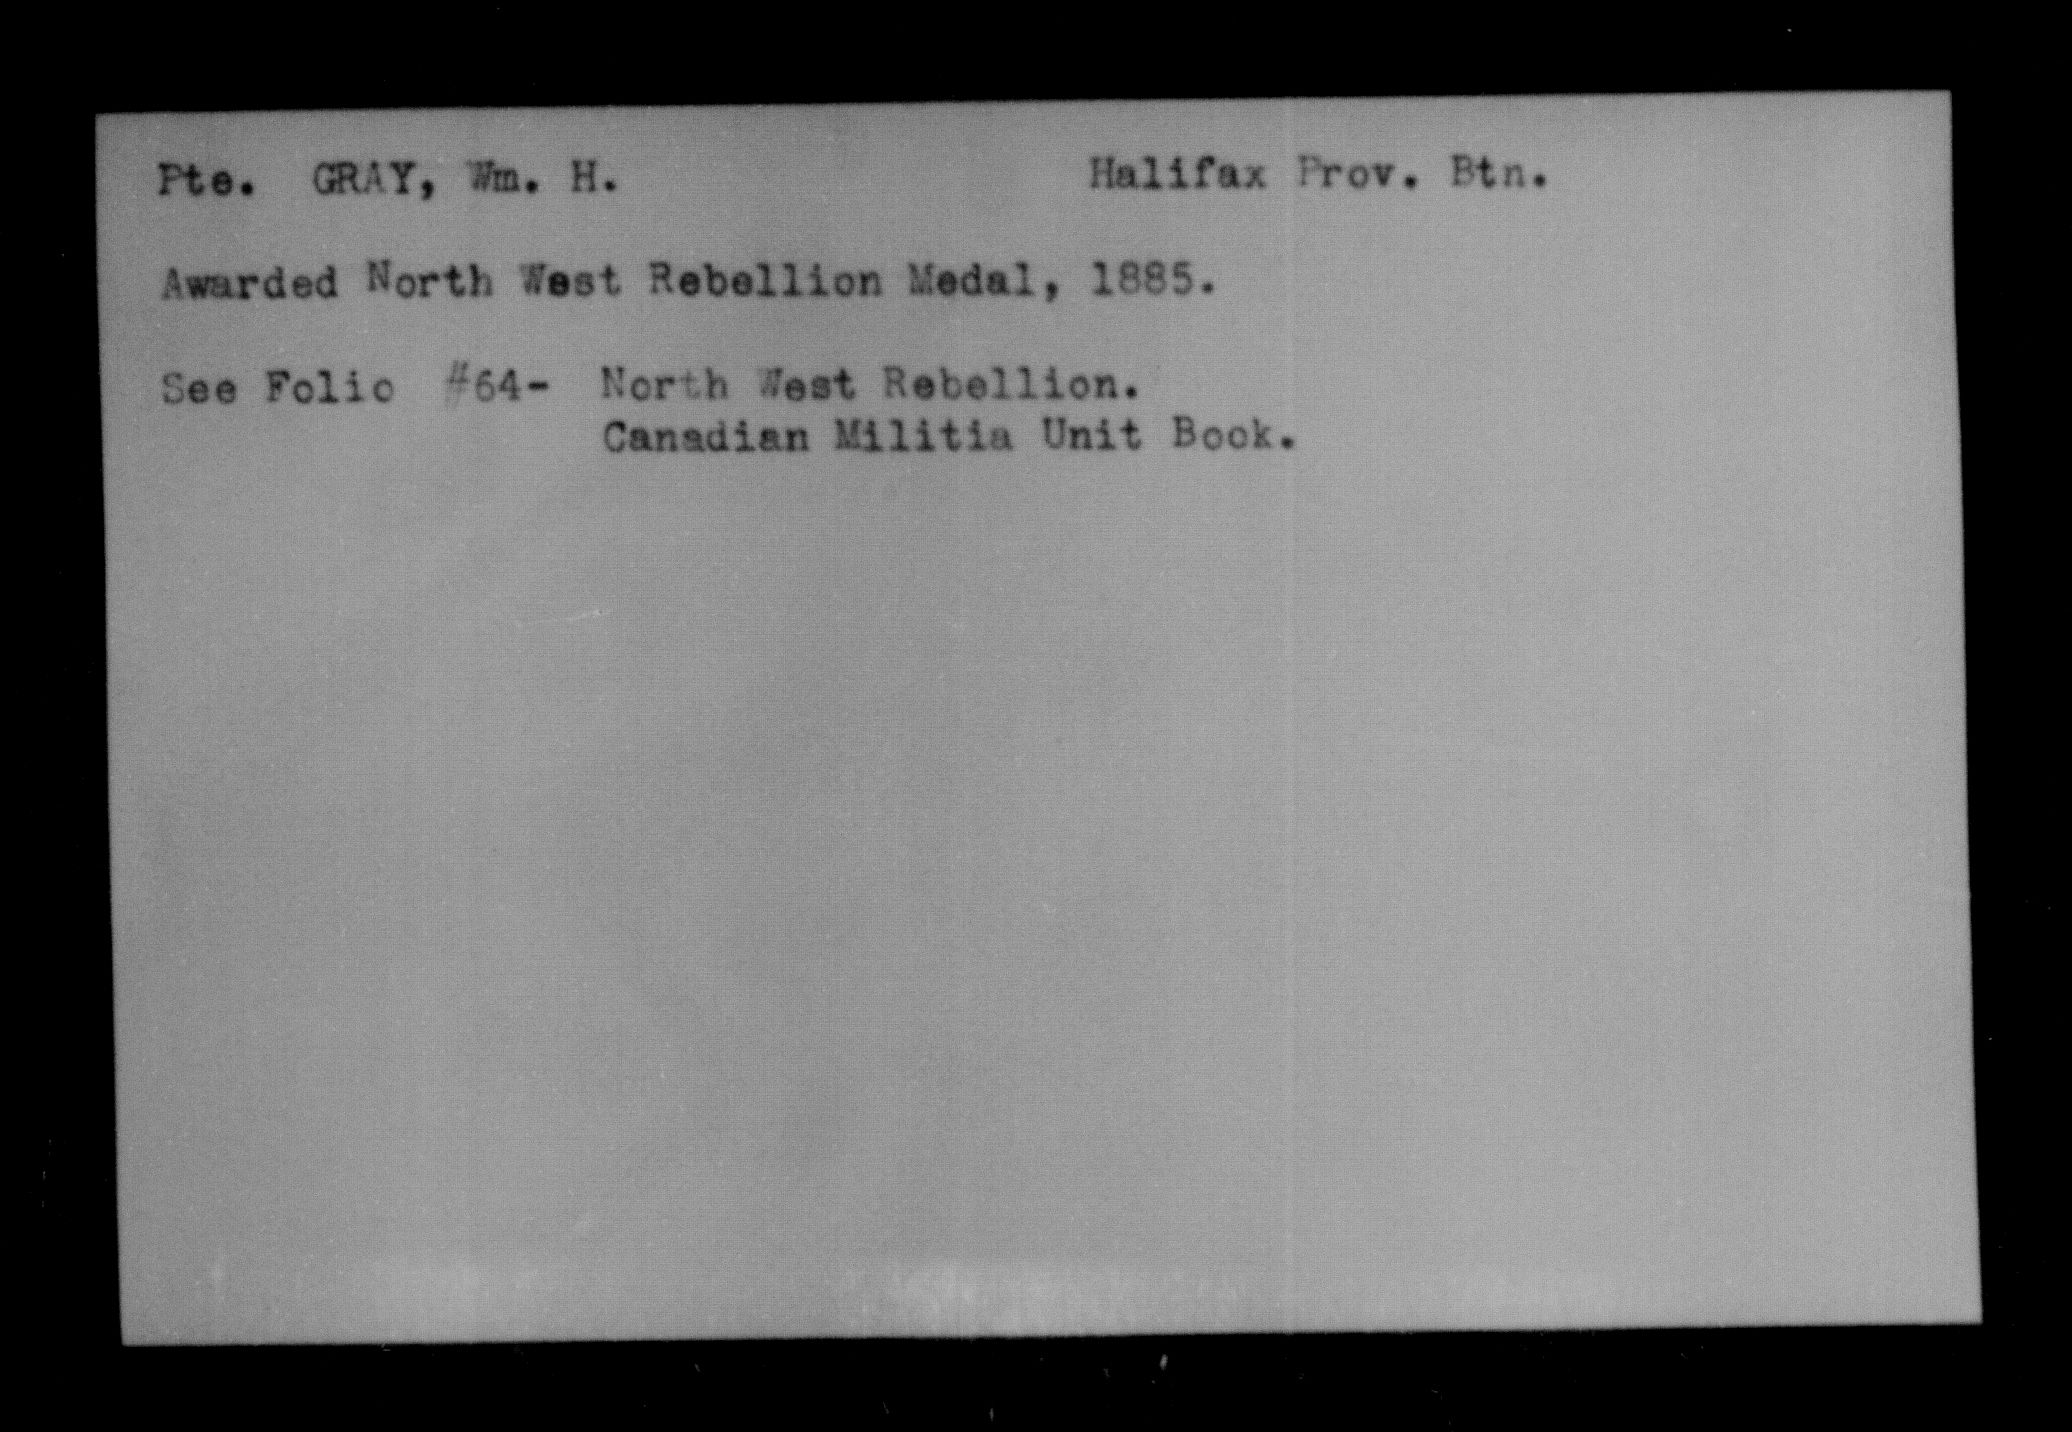 Pte. GRAY, Wm. H. Halifax Prov. Btn.
Awarded North West Rebellion Medal, 1885.
See Folio #64- North West Rebellion.
Canadian Militia Unit Book.